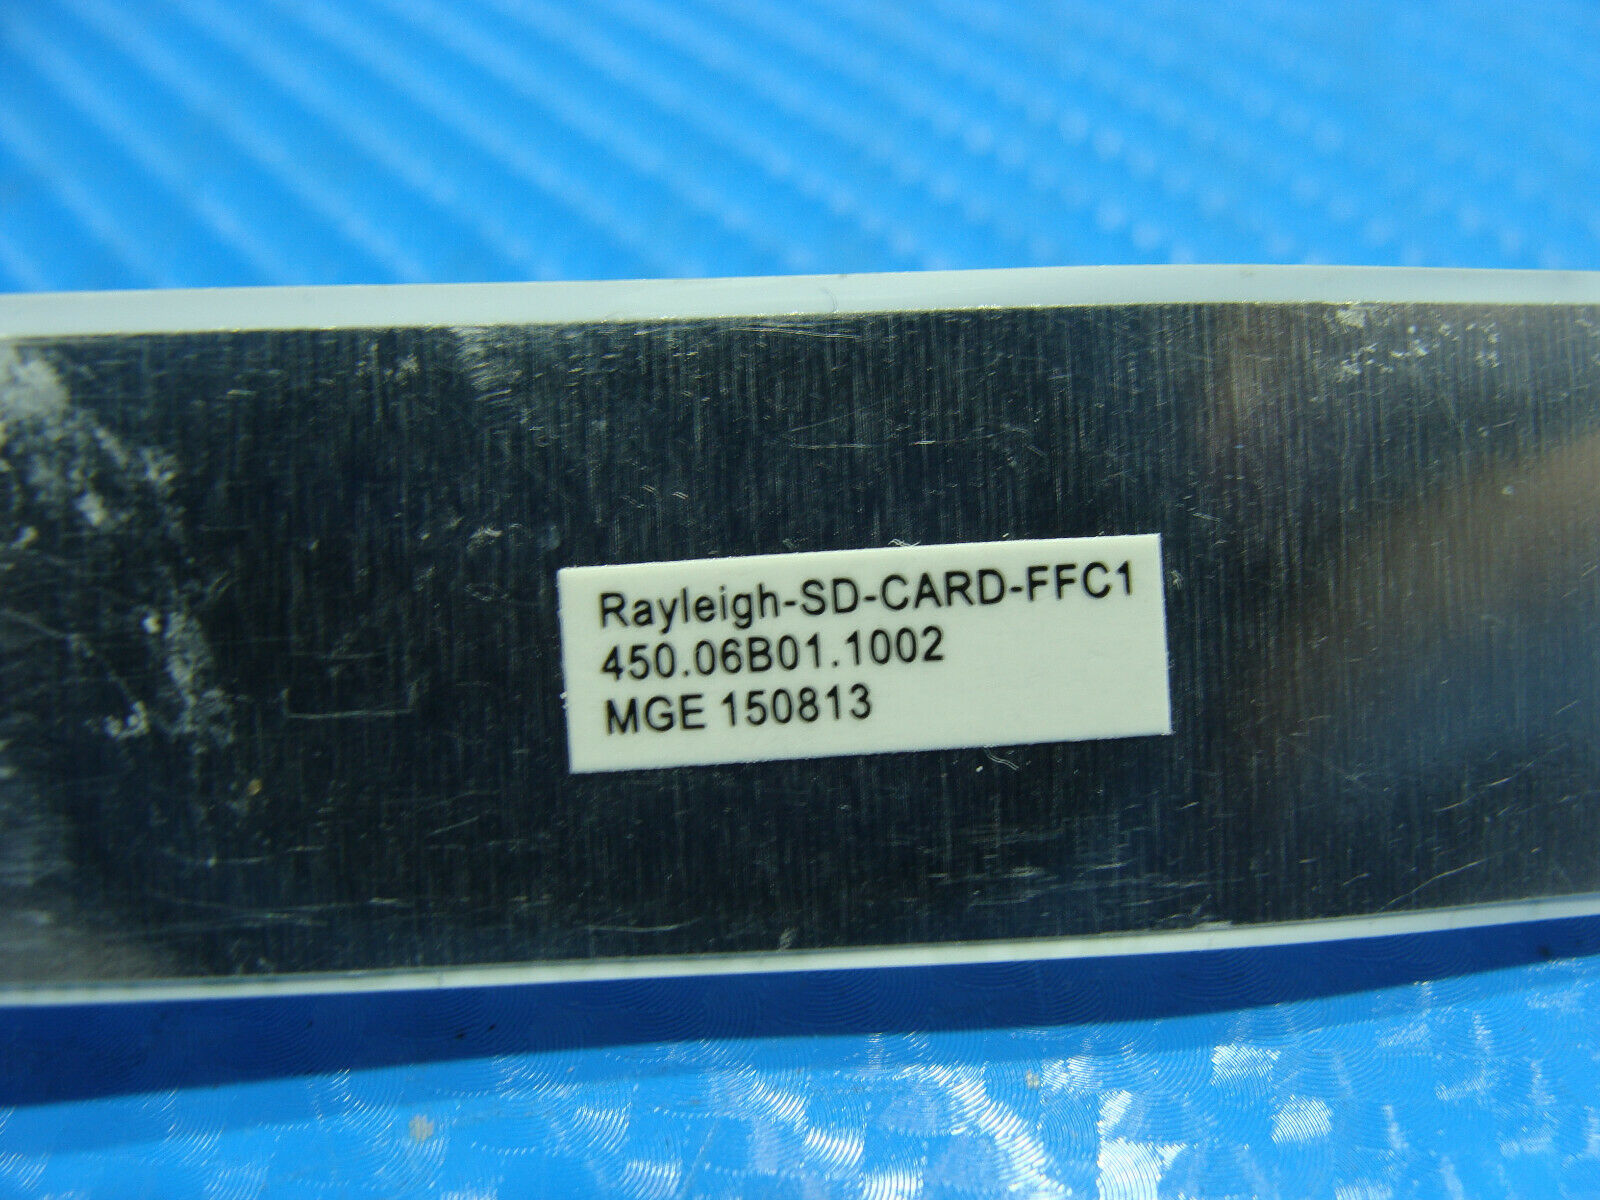 Rayleigh-SD-CARD-FFC1
450.06B01.1002
MGE 150813